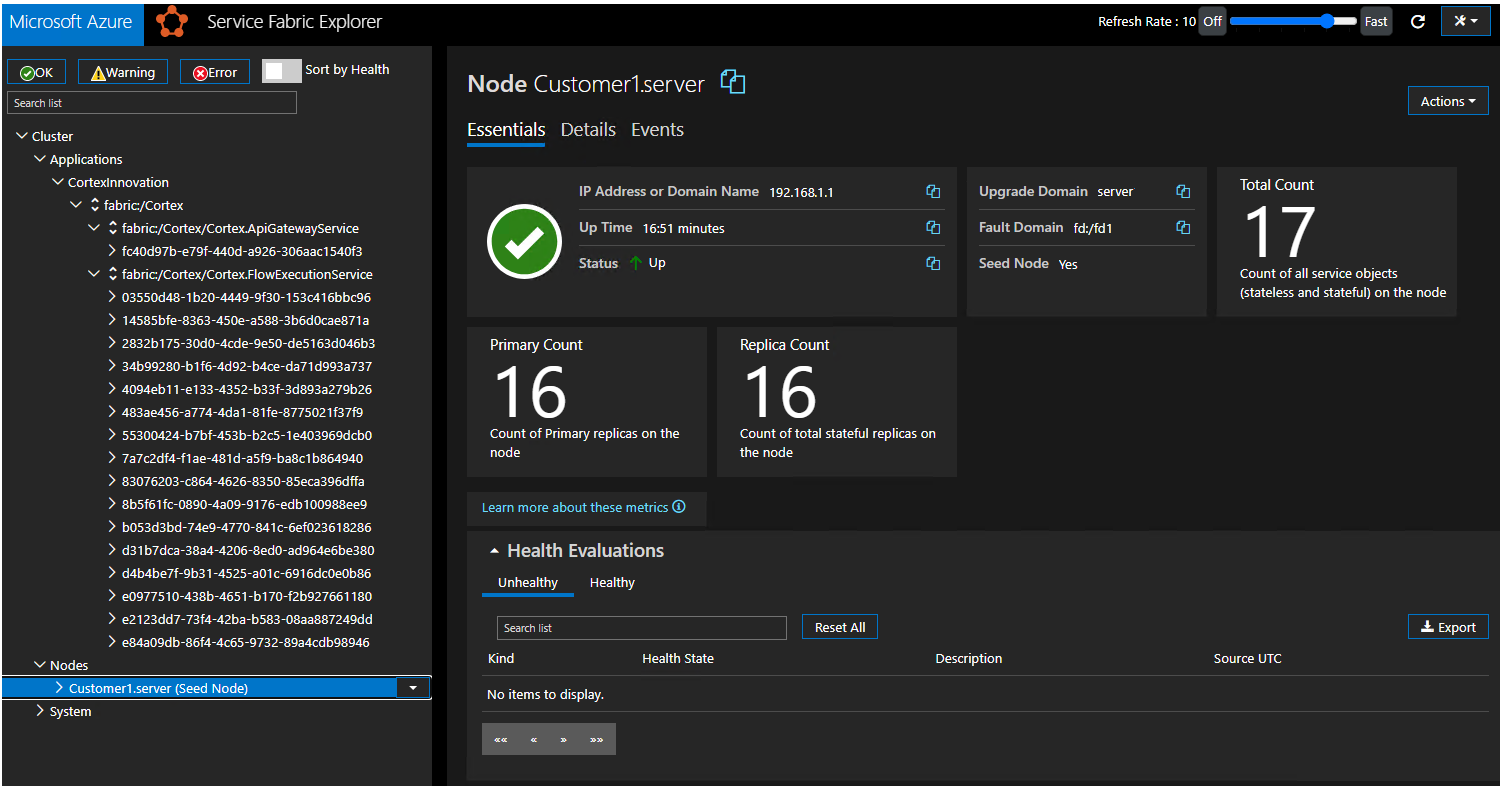 Microsoft Azure
Service Fabric Explorer
Refresh Rate : 10 Off Fast
OK Warning Error Sort by Health
Search list
Cluster
Applications
CortexInnovation
fabric:/Cortex
fabric:/Cortex/Cortex.ApiGatewayService
fc40d97b-e79f-440d-a926-306aac1540f3
fabric:/Cortex/Cortex.FlowExecutionService
03550d48-1b20-4449-9f30-153c416bbc96
14585bfe-8363-450e-a588-3b6d0cae871a
2832b175-30d0-4cde-9e50-de5163d046b3
34b99280-b1f6-4d92-b4ce-da71d993a737
4094eb11-e133-4352-b33f-3d893a279b26
483ae456-a774-4da1-81fe-8775021f37f9
55300424-b7bf-453b-b2c5-1e403969dcb0
7a7c2df4-f1ae-481d-a5f9-ba8c1b864940
83076203-c864-4626-8350-85eca396dffa
8b5f61fc-0890-4a09-9176-edb100988ee9
b053d3bd-74e9-4770-841c-6ef023618286
d31b7dca-38a4-4206-8ed0-ad964e6be380
d4b4be7f-9b31-4525-a01c-6916dc0e0b86
e0977510-438b-4651-b170-f2b927661180
e2123dd7-73f4-42ba-b583-08aa887249dd
e84a09db-86f4-4c65-9732-89a4cdb98946
Nodes
Customer1.server (Seed Node)
System
Node Customer1.server
Actions
Essentials Details Events
IP Address or Domain Name 192.168.1.1
Up Time 16:51 minutes
Status Up
Upgrade Domain server
Fault Domain fd:/fd1
Seed Node Yes
Total Count
17
Count of all service objects
(stateless and stateful) on the node
Primary Count
16
Count of Primary replicas on the
node
Replica Count
16
Count of total stateful replicas on
the node
Learn more about these metrics
Health Evaluations
Unhealthy Healthy
Search list Reset All Export
Kind Health State Description Source UTC
No items to display.
«« « » »»